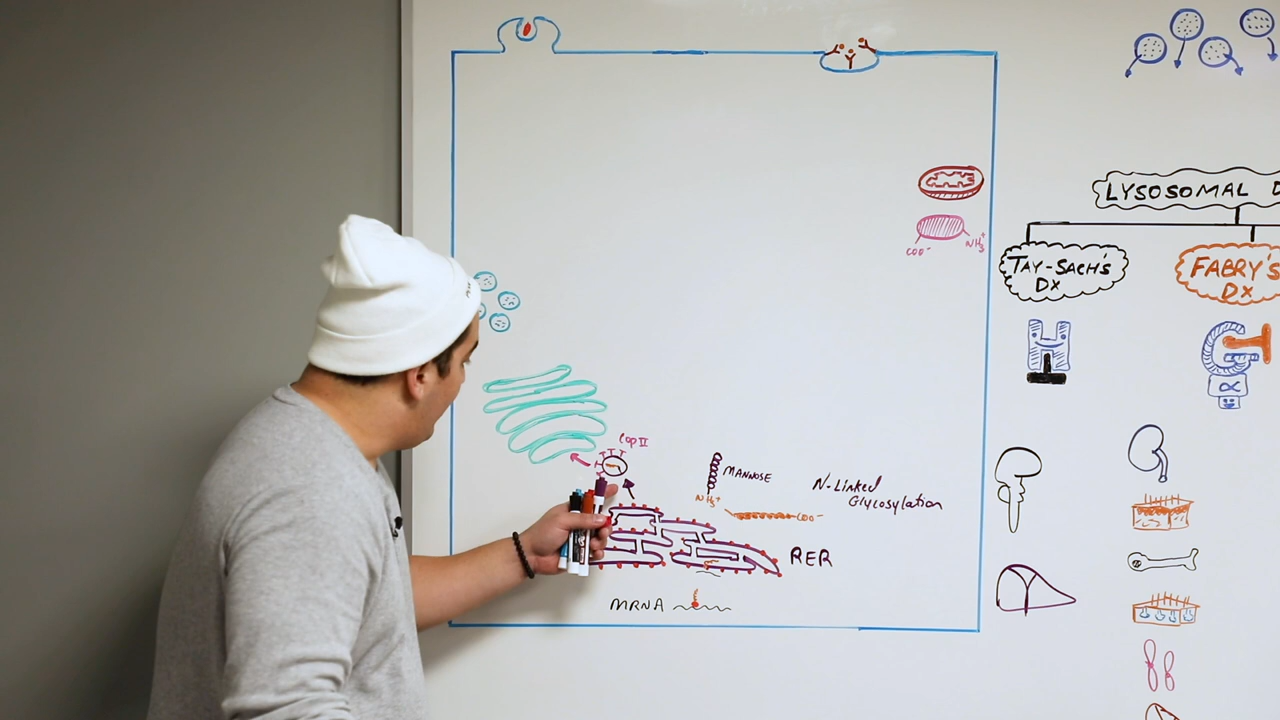 COO⁻
NH₃⁺
LYSOSOMAL D
TAY-SACH'S
DX
FABRY'S
DX
H
G
α
Cop II
MANNOSE
NH₃⁺
COO⁻
N-Linked
Glycosylation
RER
MRNA